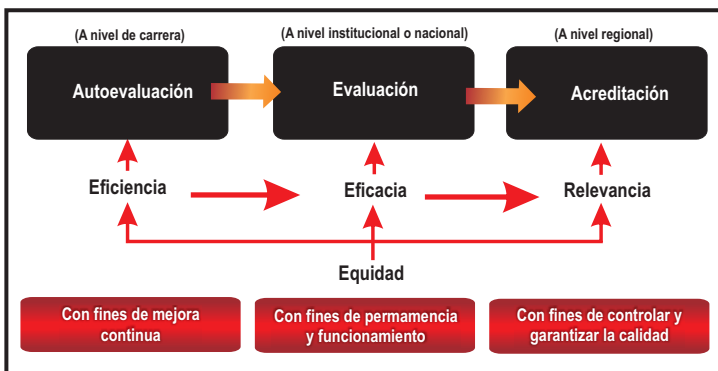 (A nivel de carrera)
(A nivel institucional o nacional)
(A nivel regional)
Autoevaluación
Evaluación
Acreditación
Eficiencia
Eficacia
Relevancia
Equidad
Con fines de mejora
continua
Con fines de permamencia
y funcionamiento
Con fines de controlar y
garantizar la calidad